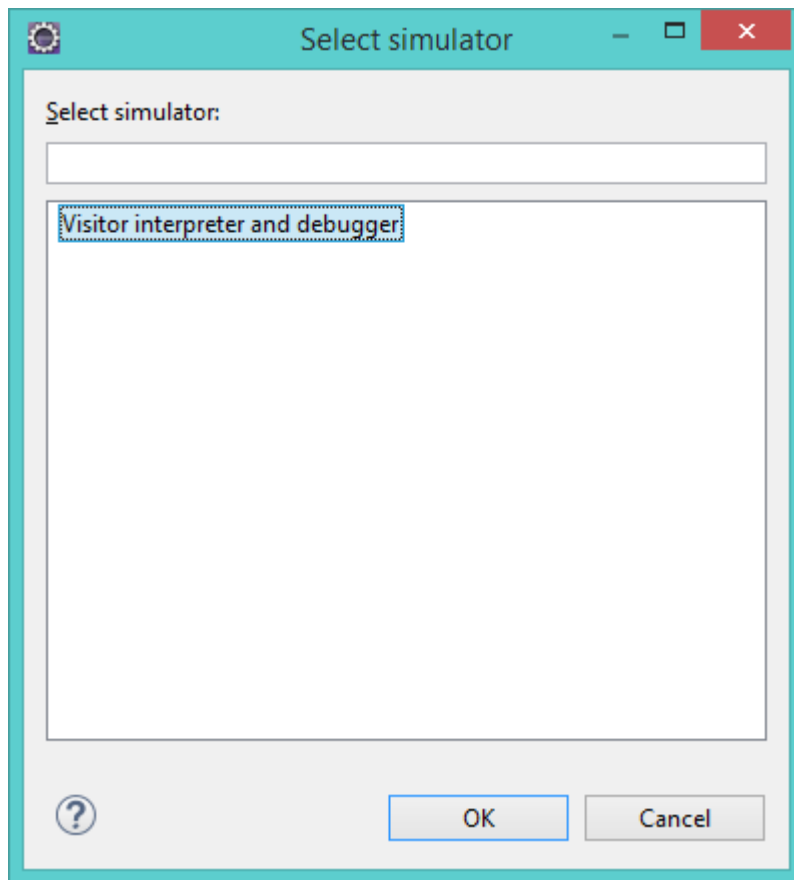 Select simulator
Select simulator:
Visitor interpreter and debugger
?
OK
Cancel